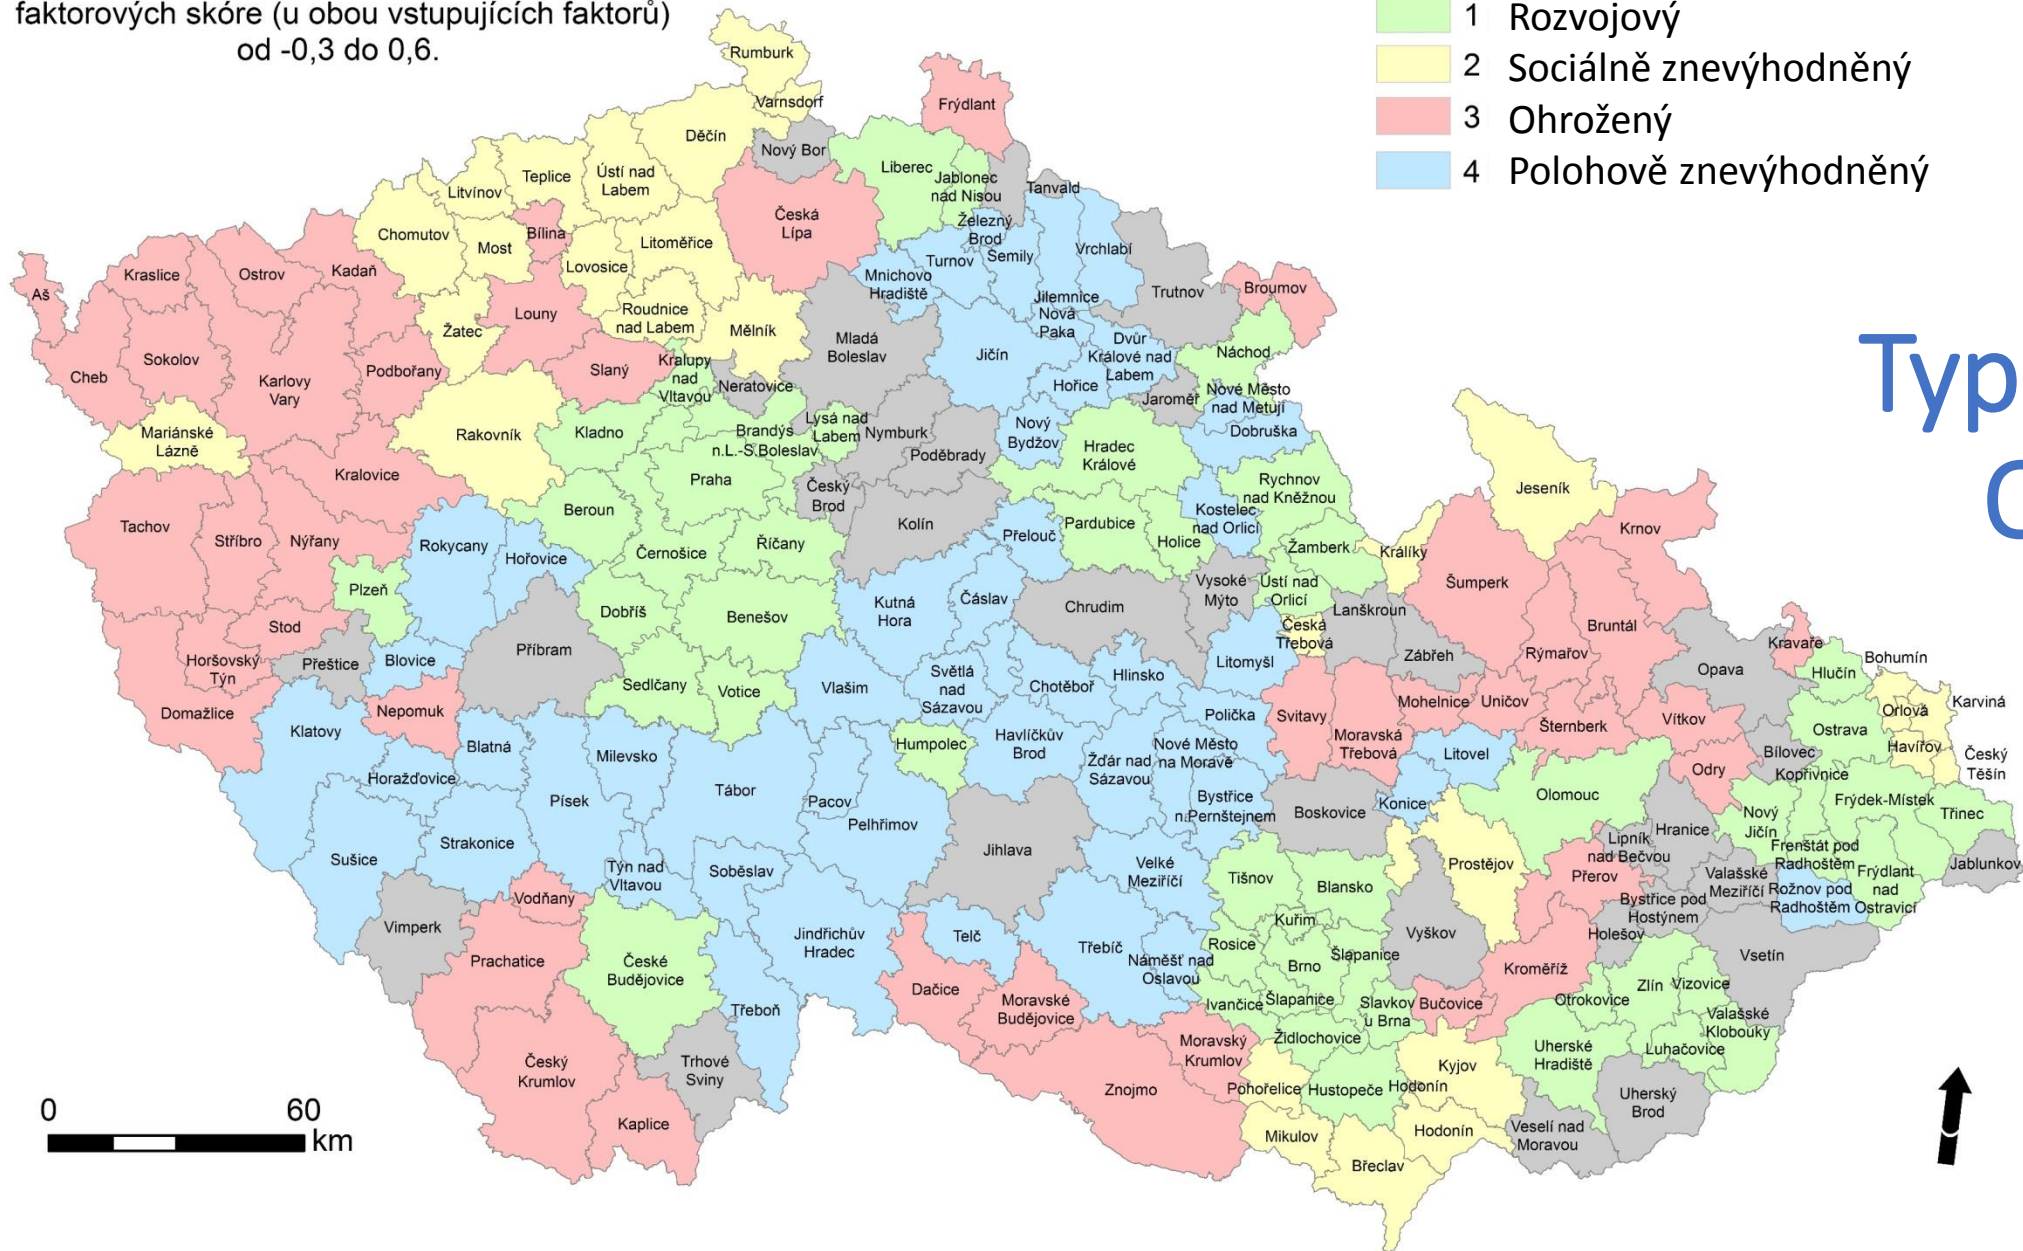 faktorových skóre (u obou vstupujících faktorů)
od -0,3 do 0,6.
1 Rozvojový
2 Sociálně znevýhodněný
3 Ohrožený
4 Polohově znevýhodněný
Typ
Rumburk
Varnsdorf
Děčín
Nový Bor
Frýdlant
Liberec
Jablonec
nad Nisou
Tanvald
Teplice
Ústí nad
Labem
Litvínov
Česká
Lípa
Železný
Brod
Chomutov
Most
Bílina
Litoměřice
Lovosice
Turnov
Semily
Vrchlabí
Mnichovo
Hradiště
Kraslice
Ostrov
Kadaň
Aš
Jilemnice
Nová
Paka
Trutnov
Broumov
Louny
Roudnice
nad Labem
Žatec
Mělník
Mladá
Boleslav
Jičín
Dvůr
Králové nad
Labem
Náchod
Cheb
Sokolov
Karlovy
Vary
Podbořany
Slaný
Kralupy
nad
Vltavou
Neratovice
Hořice
Jaroměř
Nové Město
nad Metují
Mariánské
Lázně
Rakovník
Kladno
Brandýs
n.L.-S.Boleslav
Lysá nad
Labem
Nymburk
Poděbrady
Nový
Bydžov
Hradec
Králové
Dobruška
Kralovice
Praha
Český
Brod
Rychnov
nad Kněžnou
Jeseník
Tachov
Stříbro
Nýřany
Beroun
Kolín
Přelouč
Pardubice
Holice
Kostelec
nad Orlicí
Krnov
Rokycany
Hořovice
Černošice
Říčany
Žamberk
Králíky
Šumperk
Plzeň
Dobříš
Benešov
Kutná
Hora
Čáslav
Chrudim
Vysoké
Mýto
Ústí nad
Orlicí
Lanškroun
Česká
Třebová
Bruntál
Stod
Horšovský
Týn
Přeštice
Blovice
Příbram
Litomyšl
Zábřeh
Rýmařov
Opava
Kravaře
Hlučín
Bohumín
Sedlčany
Votice
Vlašim
Světlá
nad
Sázavou
Chotěboř
Hlinsko
Domažlice
Nepomuk
Polička
Svitavy
Mohelnice
Uničov
Moravská
Třebová
Šternberk
Vítkov
Ostrava
Orlová
Karviná
Klatovy
Blatná
Milevsko
Humpolec
Havlíčkův
Brod
Žďár nad
Sázavou
Nové Město
na Moravě
Litovel
Bílovec
Havířov
Český
Těšín
Horažďovice
Písek
Tábor
Pacov
Pelhřimov
Bystřice
n.Pernštejnem
Boskovice
Konice
Olomouc
Odry
Kopřivnice
Frýdek-Místek
Třinec
Sušice
Strakonice
Týn nad
Vltavou
Soběslav
Jihlava
Velké
Meziříčí
Prostějov
Lipník
nad Bečvou
Hranice
Nový
Jičín
Frenštát pod
Radhoštěm
Jablunkov
Vodňany
Tišnov
Blansko
Přerov
Valašské
Meziříčí
Rožnov pod
Radhoštěm
Frýdlant
nad
Ostravicí
Vimperk
Prachatice
České
Budějovice
Jindřichův
Hradec
Telč
Třebíč
Náměšť nad
Oslavou
Kuřim
Rosice
Brno
Šlapanice
Vyškov
Bystřice pod
Hostýnem
Holešov
Vsetín
Kroměříž
Třeboň
Dačice
Moravské
Budějovice
Ivančice
Šlapanice
Slavkov
u Brna
Bučovice
Otrokovice
Zlín
Vizovice
Valašské
Klobouky
Český
Krumlov
Trhové
Sviny
Moravský
Krumlov
Židlochovice
Kyjov
Uherské
Hradiště
Luhačovice
Kaplice
Znojmo
Pohořelice
Hustopeče
Hodonín
Uherský
Brod
Mikulov
Hodonín
Veselí nad
Moravou
Břeclav
0 60
km